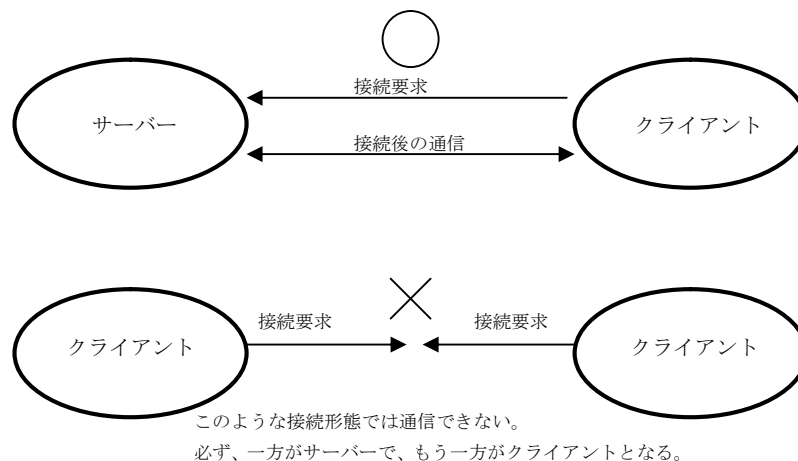 接続要求
サーバー
クライアント
接続後の通信
接続要求
接続要求
クライアント
クライアント
このような接続形態では通信できない。
必ず、一方がサーバーで、もう一方がクライアントとなる。